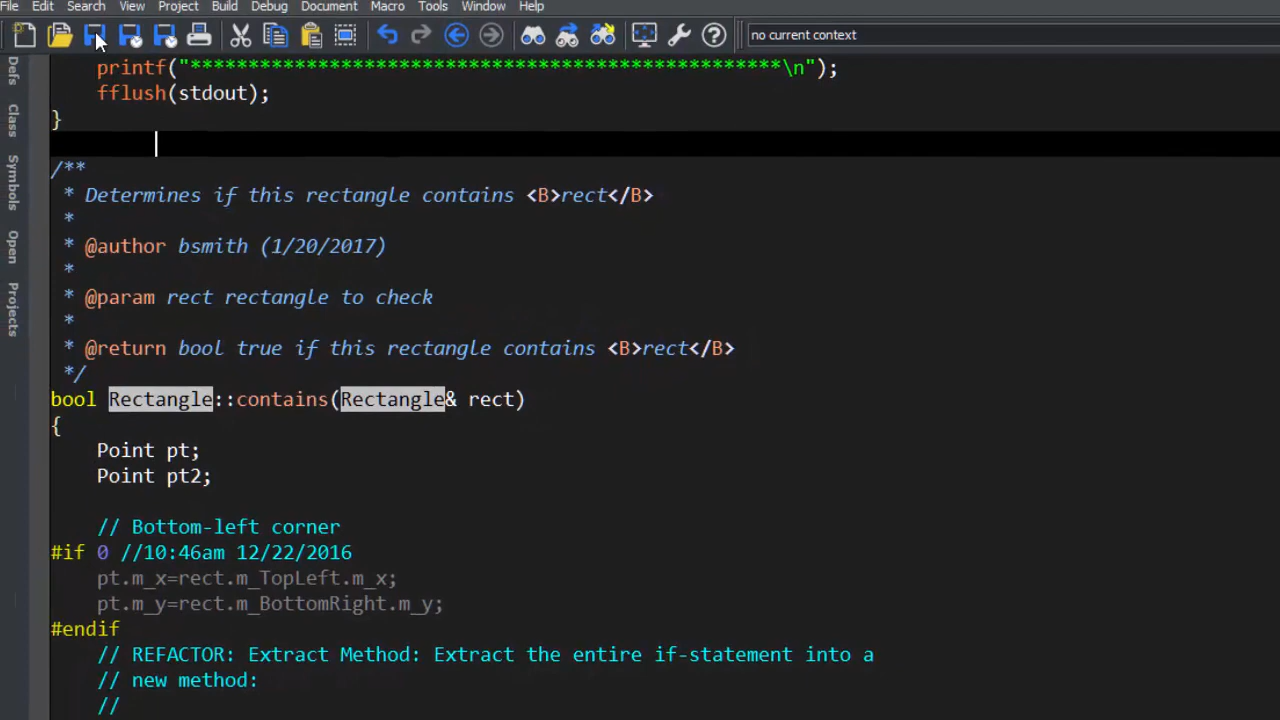 File Edit Search View Project Build Debug Document Macro Tools Window Help
no current context
Defs
Class
Symbols
Open
Projects
printf("***************************************************\n");
fflush(stdout);
}
/**
* Determines if this rectangle contains <B>rect</B>
*
* @author bsmith (1/20/2017)
*
* @param rect rectangle to check
*
* @return bool true if this rectangle contains <B>rect</B>
*/
bool Rectangle::contains(Rectangle& rect)
{
Point pt;
Point pt2;
// Bottom-left corner
#if 0 //10:46am 12/22/2016
pt.m_x=rect.m_TopLeft.m_x;
pt.m_y=rect.m_BottomRight.m_y;
#endif
// REFACTOR: Extract Method: Extract the entire if-statement into a
// new method:
//